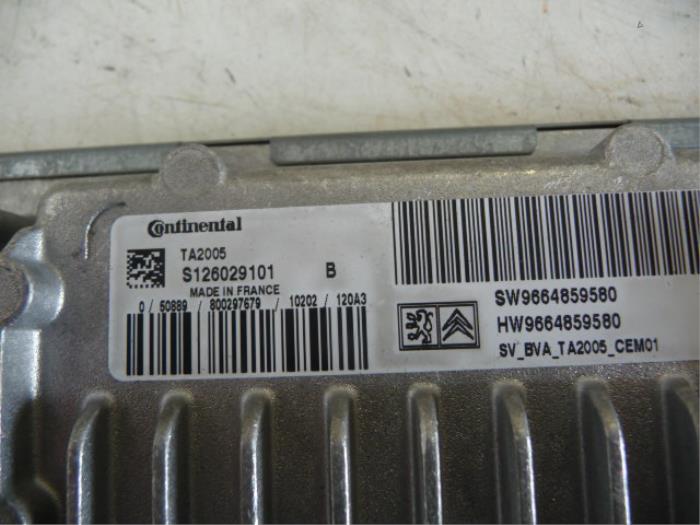 Continental
TA2005
S126029101 B
MADE IN FRANCE
0 / 50889 / 800297679 / 10202 / 120A3
SW9664859580
HW9664859580
SV_BVA_TA2005_CEM01